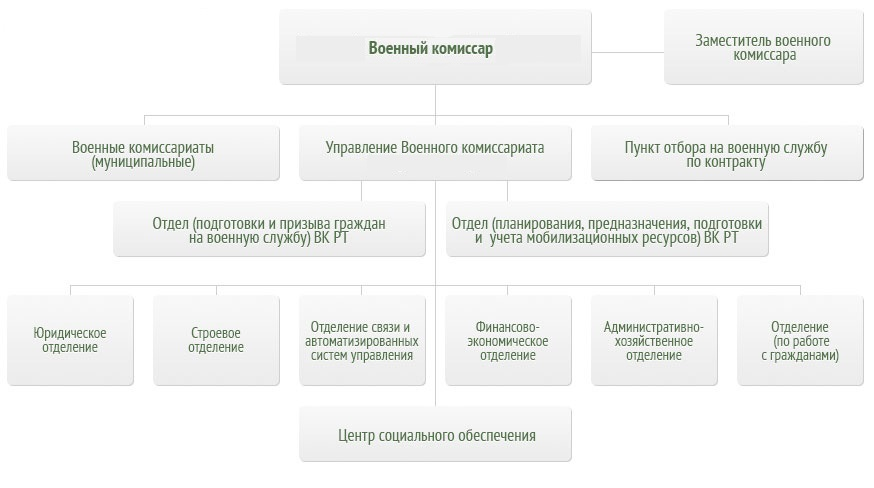 Военный комиссар
Заместитель военного
комиссара
Военные комиссариаты
(муниципальные)
Управление Военного комиссариата
Пункт отбора на военную службу
по контракту
Отдел (подготовки и призыва граждан
на военную службу) ВК РТ
Отдел (планирования, предназначения, подготовки
и учета мобилизационных ресурсов) ВК РТ
Юридическое
отделение
Строевое
отделение
Отделение связи и
автоматизированных
систем управления
Финансово-
экономическое
отделение
Административно-
хозяйственное
отделение
Отделение
(по работе
с гражданами)
Центр социального обеспечения